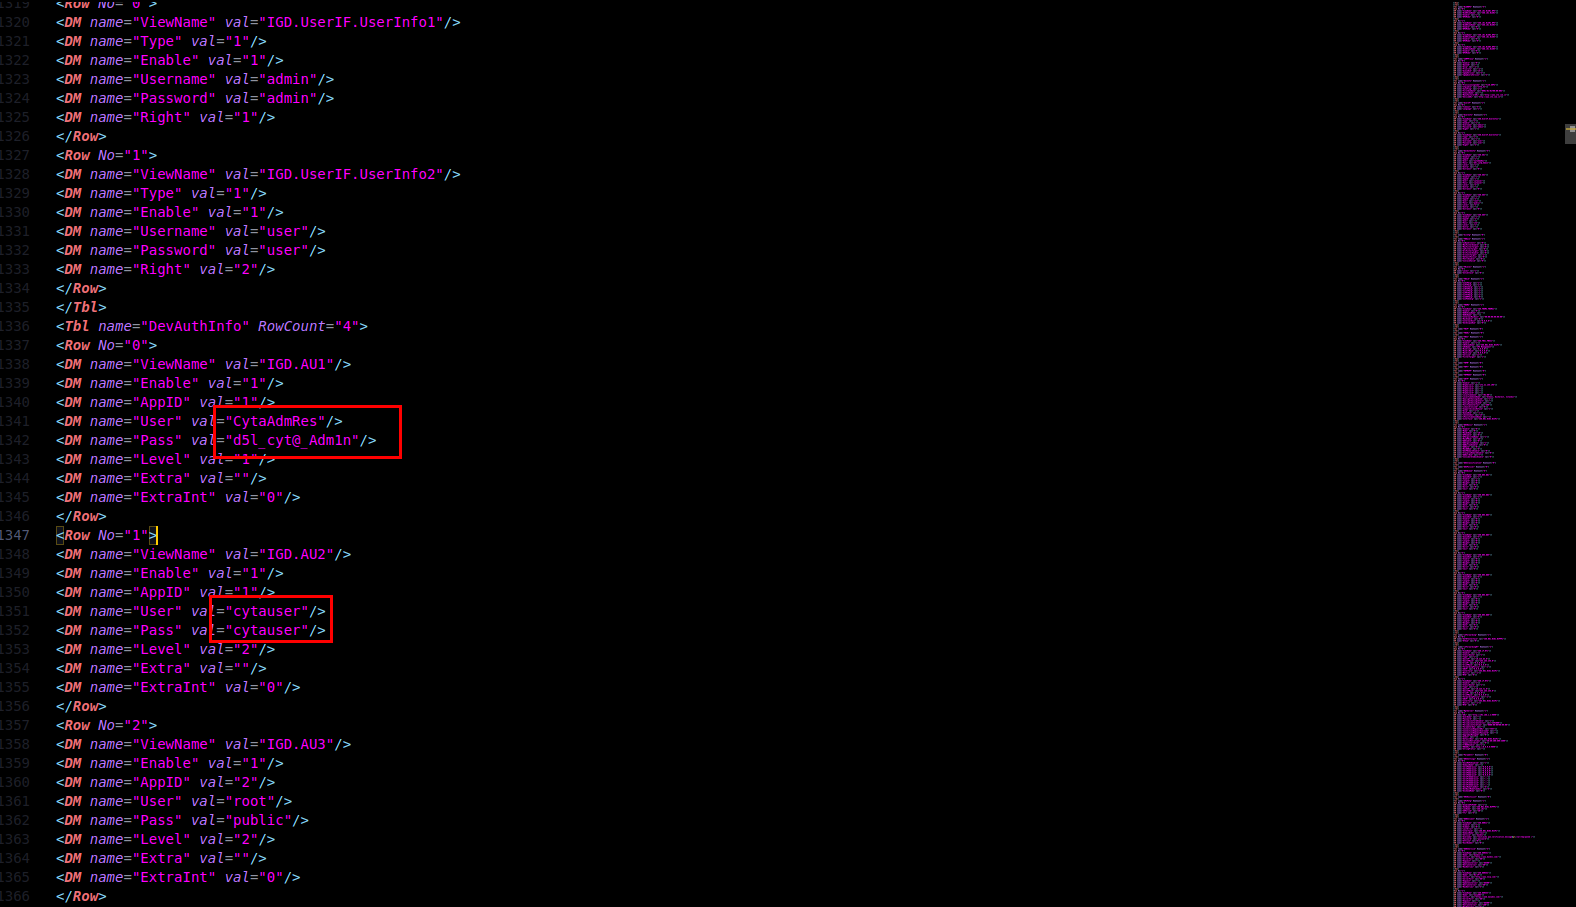 1319 <Row No="0">
1320 <DM name="ViewName" val="IGD.UserIF.UserInfo1"/>
1321 <DM name="Type" val="1"/>
1322 <DM name="Enable" val="1"/>
1323 <DM name="Username" val="admin"/>
1324 <DM name="Password" val="admin"/>
1325 <DM name="Right" val="1"/>
1326 </Row>
1327 <Row No="1">
1328 <DM name="ViewName" val="IGD.UserIF.UserInfo2"/>
1329 <DM name="Type" val="1"/>
1330 <DM name="Enable" val="1"/>
1331 <DM name="Username" val="user"/>
1332 <DM name="Password" val="user"/>
1333 <DM name="Right" val="2"/>
1334 </Row>
1335 </Tbl>
1336 <Tbl name="DevAuthInfo" RowCount="4">
1337 <Row No="0">
1338 <DM name="ViewName" val="IGD.AU1"/>
1339 <DM name="Enable" val="1"/>
1340 <DM name="AppID" val="1"/>
1341 <DM name="User" val="CytaAdmRes"/>
1342 <DM name="Pass" val="d5l_cyt@_Adm1n"/>
1343 <DM name="Level" val="1"/>
1344 <DM name="Extra" val=""/>
1345 <DM name="ExtraInt" val="0"/>
1346 </Row>
1347 <Row No="1">
1348 <DM name="ViewName" val="IGD.AU2"/>
1349 <DM name="Enable" val="1"/>
1350 <DM name="AppID" val="1"/>
1351 <DM name="User" val="cytauser"/>
1352 <DM name="Pass" val="cytauser"/>
1353 <DM name="Level" val="2"/>
1354 <DM name="Extra" val=""/>
1355 <DM name="ExtraInt" val="0"/>
1356 </Row>
1357 <Row No="2">
1358 <DM name="ViewName" val="IGD.AU3"/>
1359 <DM name="Enable" val="1"/>
1360 <DM name="AppID" val="2"/>
1361 <DM name="User" val="root"/>
1362 <DM name="Pass" val="public"/>
1363 <DM name="Level" val="2"/>
1364 <DM name="Extra" val=""/>
1365 <DM name="ExtraInt" val="0"/>
1366 </Row>